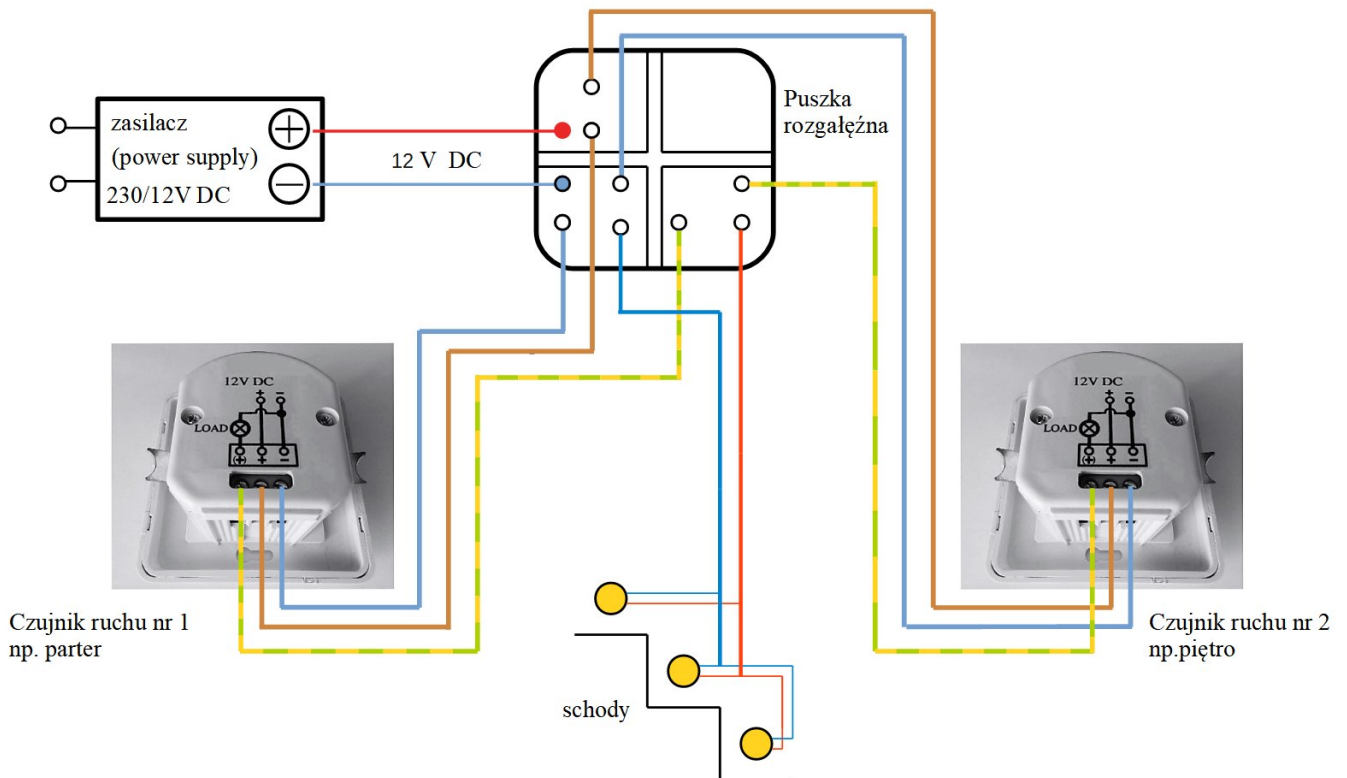 zasilacz
(power supply)
230/12V DC
+
−
12 V DC
Puszka
rozgałęźna
12V DC
+ −
LOAD
(+) + −
12V DC
+ −
LOAD
(+) + −
Czujnik ruchu nr 1
np. parter
Czujnik ruchu nr 2
np.piętro
schody